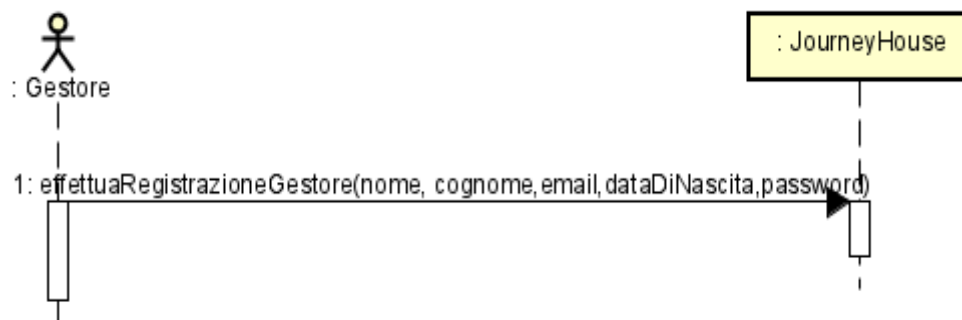 : JourneyHouse
: Gestore
1: effettuaRegistrazioneGestore(nome, cognome,email,dataDiNascita,password)